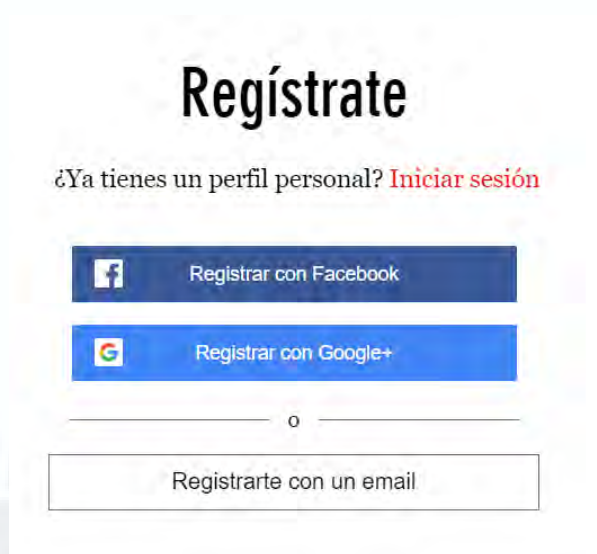 Regístrate
¿Ya tienes un perfil personal? Iniciar sesión
Registrar con Facebook
Registrar con Google+
o
Registrarte con un email